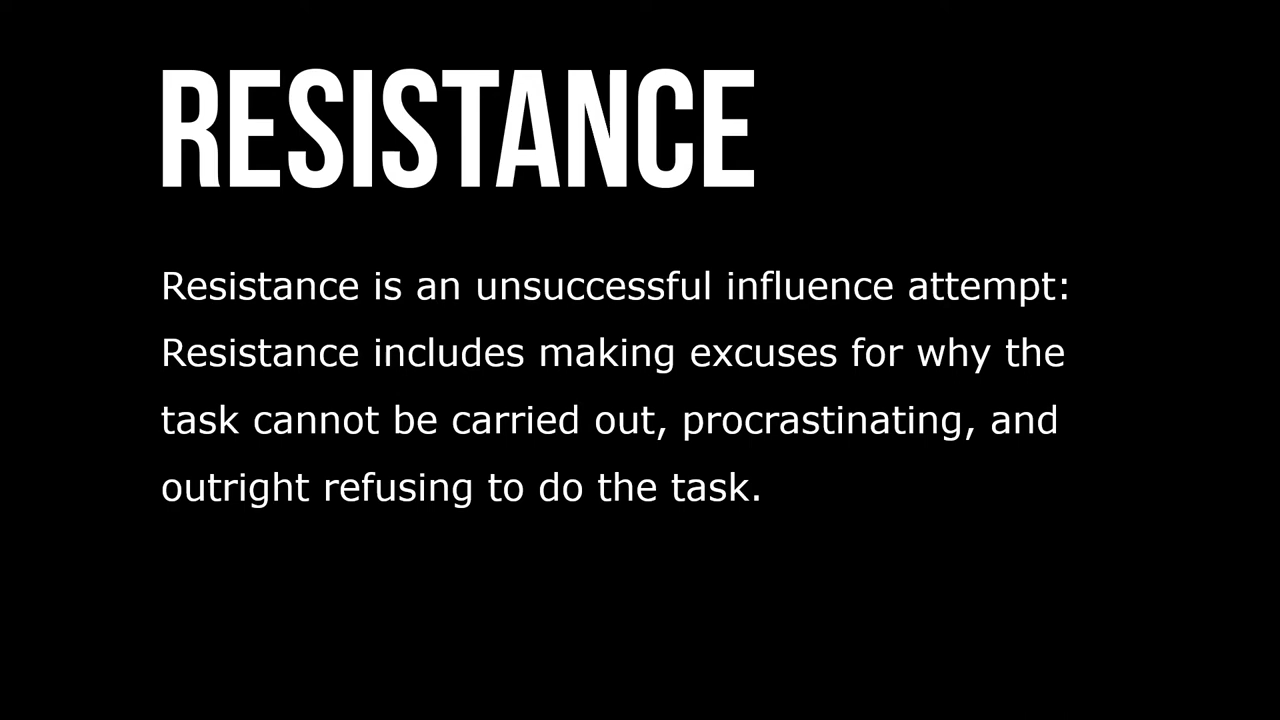 RESISTANCE
Resistance is an unsuccessful influence attempt:
Resistance includes making excuses for why the
task cannot be carried out, procrastinating, and
outright refusing to do the task.